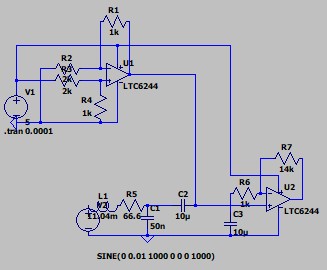 R1
1k
R2
R3
2k
2k
U1
LTC6244
V1
5
R4
1k
.tran 0.0001
R7
14k
U2
LTC6244
R6
1k
L1
V2
11.04m
R5
66.6
C1
50n
C2
10µ
C3
10µ
SINE(0 0.01 1000 0 0 0 1000)